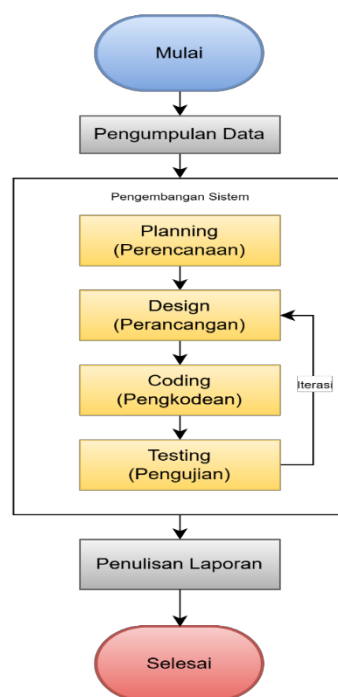 Mulai
Pengumpulan Data
Pengembangan Sistem
Planning
(Perencanaan)
Design
(Perancangan)
Iterasi
Coding
(Pengkodean)
Testing
(Pengujian)
Penulisan Laporan
Selesai